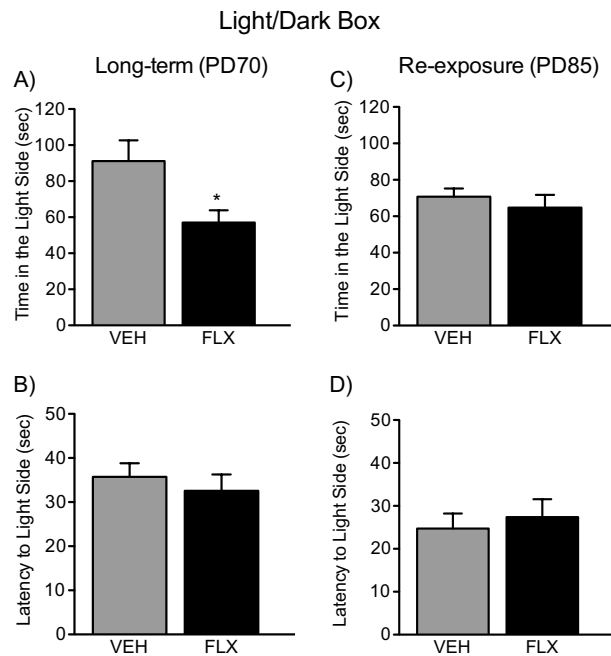 Light/Dark Box
Long-term (PD70)
A)
Time in the Light Side (sec)
120
100
80
60
40
20
0
*
VEH
FLX
B)
Latency to Light Side (sec)
50
40
30
20
10
0
VEH
FLX
Re-exposure (PD85)
C)
Time in the Light Side (sec)
120
100
80
60
40
20
0
VEH
FLX
D)
Latency to Light Side (sec)
50
40
30
20
10
0
VEH
FLX